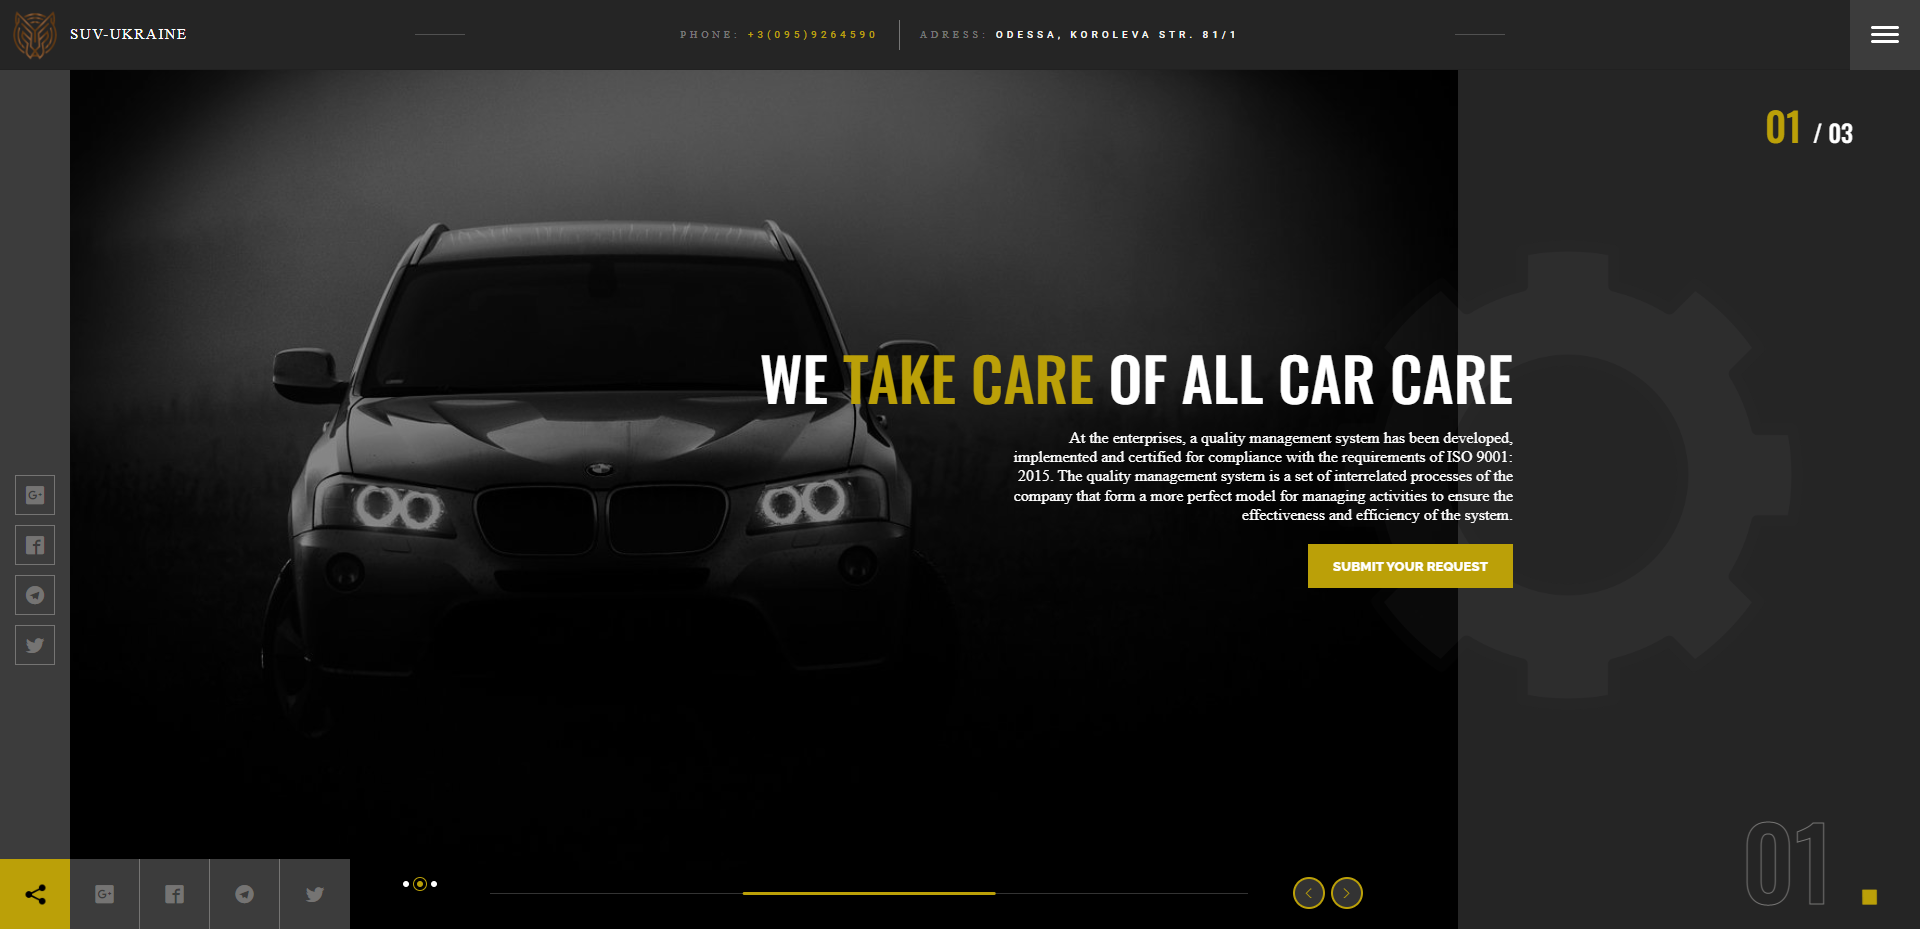 SUV-UKRAINE
PHONE: +3(095)9264590
ADRESS: ODESSA, KOROLEVA STR. 81/1
01 / 03
WE TAKE CARE OF ALL CAR CARE
At the enterprises, a quality management system has been developed,
implemented and certified for compliance with the requirements of ISO 9001:
2015. The quality management system is a set of interrelated processes of the
company that form a more perfect model for managing activities to ensure the
effectiveness and efficiency of the system.
SUBMIT YOUR REQUEST
01